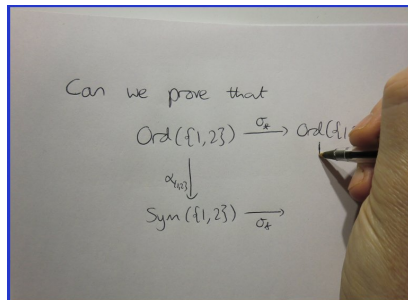 Can we prove that
Ord({1,2}) σ* → Ord({1,
α{1,2} ↓
Sym({1,2}) σ* →